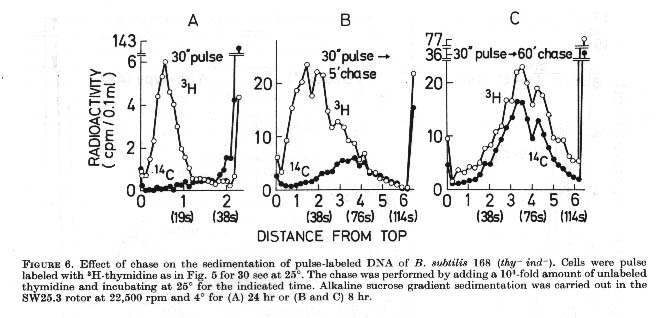 A
B
C
143
6
4
2
0
RADIOACTIVITY
(cpm/0.1ml)
30" pulse
³H
¹⁴C
0 1 2
(19s) (38s)
20
10
0
30" pulse →
5' chase
³H
¹⁴C
0 1 2 3 4 5 6
(38s) (76s) (114s)
77
36
20
10
0
30" pulse→60' chase
³H
¹⁴C
0 1 2 3 4 5 6
(38s) (76s) (114s)
DISTANCE FROM TOP
FIGURE 6. Effect of chase on the sedimentation of pulse-labeled DNA of B. subtilis 168 (thy⁻ ind⁻). Cells were pulse
labeled with ³H-thymidine as in Fig. 5 for 30 sec at 25°. The chase was performed by adding a 10³-fold amount of unlabeled
thymidine and incubating at 25° for the indicated time. Alkaline sucrose gradient sedimentation was carried out in the
SW25.3 rotor at 22,500 rpm and 4° for (A) 24 hr or (B and C) 8 hr.